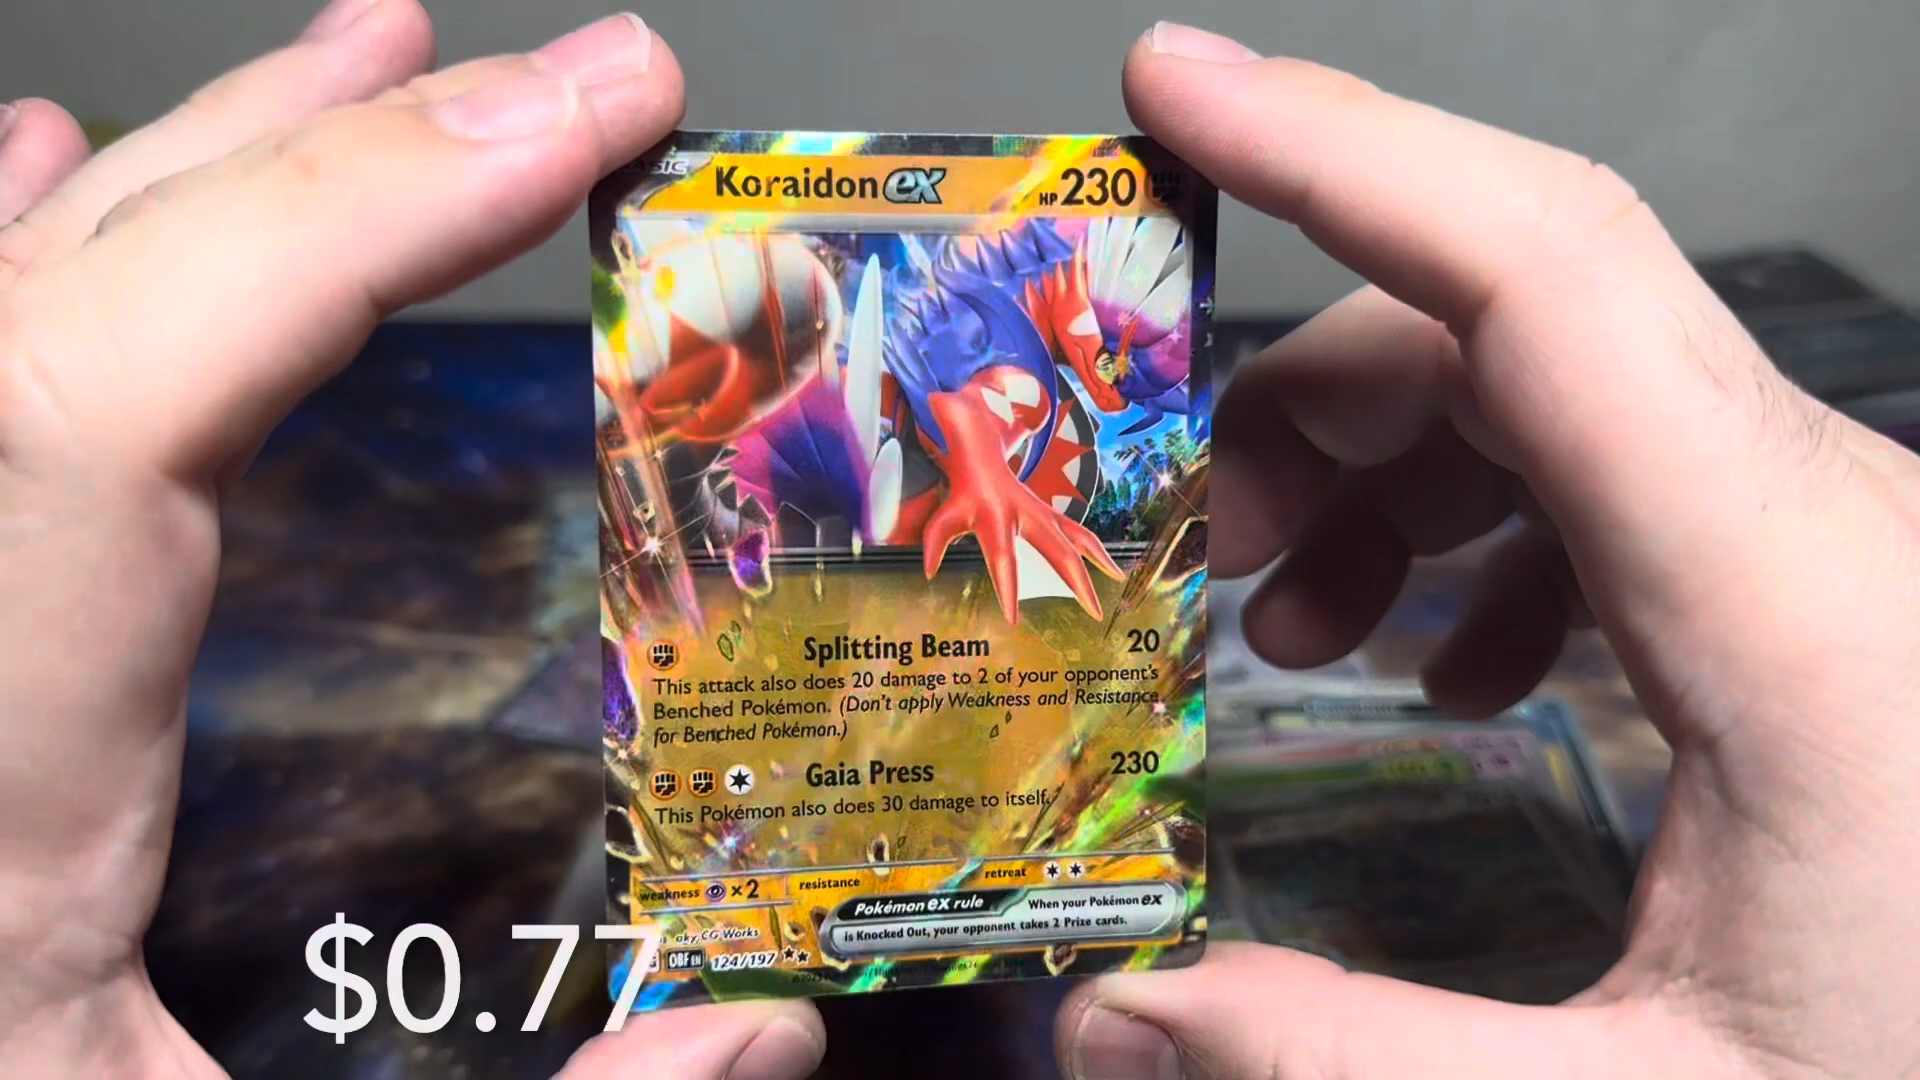 Koraidon ex HP 230
Splitting Beam 20
This attack also does 20 damage to 2 of your opponent's
Benched Pokémon. (Don't apply Weakness and Resistance
for Benched Pokémon.)
Gaia Press 230
This Pokémon also does 30 damage to itself.
weakness ×2 resistance retreat
Pokémon ex rule When your Pokémon ex
is Knocked Out, your opponent takes 2 Prize cards.
CG Works
OBF EN 124/197
$0.77